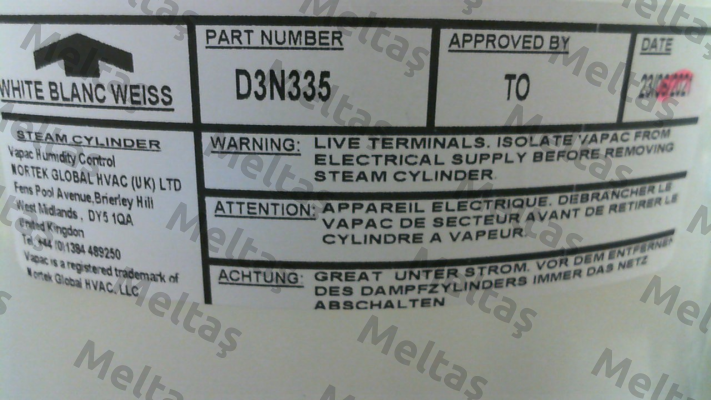 WHITE BLANC WEISS
PART NUMBER
D3N335
APPROVED BY
TO
DATE
23/06/2021
STEAM CYLINDER
Vapac Humidity Control
NORTEK GLOBAL HVAC (UK) LTD
Fens Pool Avenue, Brierley Hill
West Midlands, DY5 1QA
United Kingdon
Tel. +44 (0)1384 489250
Vapac is a registered trademark of
Nortek Global HVAC, LLC
WARNING: LIVE TERMINALS. ISOLATE VAPAC FROM
ELECTRICAL SUPPLY BEFORE REMOVING
STEAM CYLINDER.
ATTENTION: APPAREIL ELECTRIQUE. DEBRANCHER LE
VAPAC DE SECTEUR AVANT DE RETIRER LE
CYLINDRE A VAPEUR.
ACHTUNG: GREAT UNTER STROM. VOR DEM ENTFERNEN
DES DAMPFZYLINDERS IMMER DAS NETZ
ABSCHALTEN
Meltaş